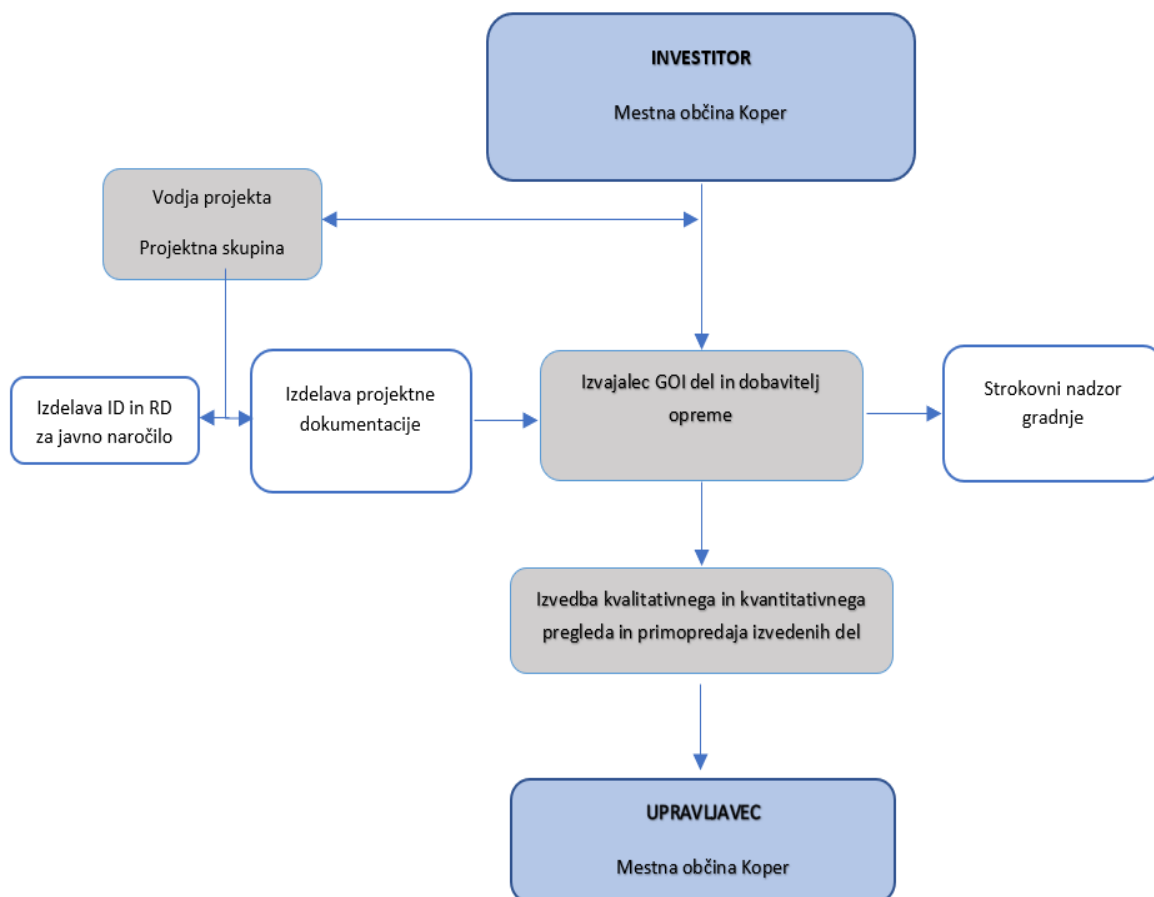 INVESTITOR
Mestna občina Koper
Vodja projekta
Projektna skupina
Izdelava ID in RD
za javno naročilo
Izdelava projektne
dokumentacije
Izvajalec GOI del in dobavitelj
opreme
Strokovni nadzor
gradnje
Izvedba kvalitativnega in kvantitativnega
pregleda in primopredaja izvedenih del
UPRAVLJAVEC
Mestna občina Koper